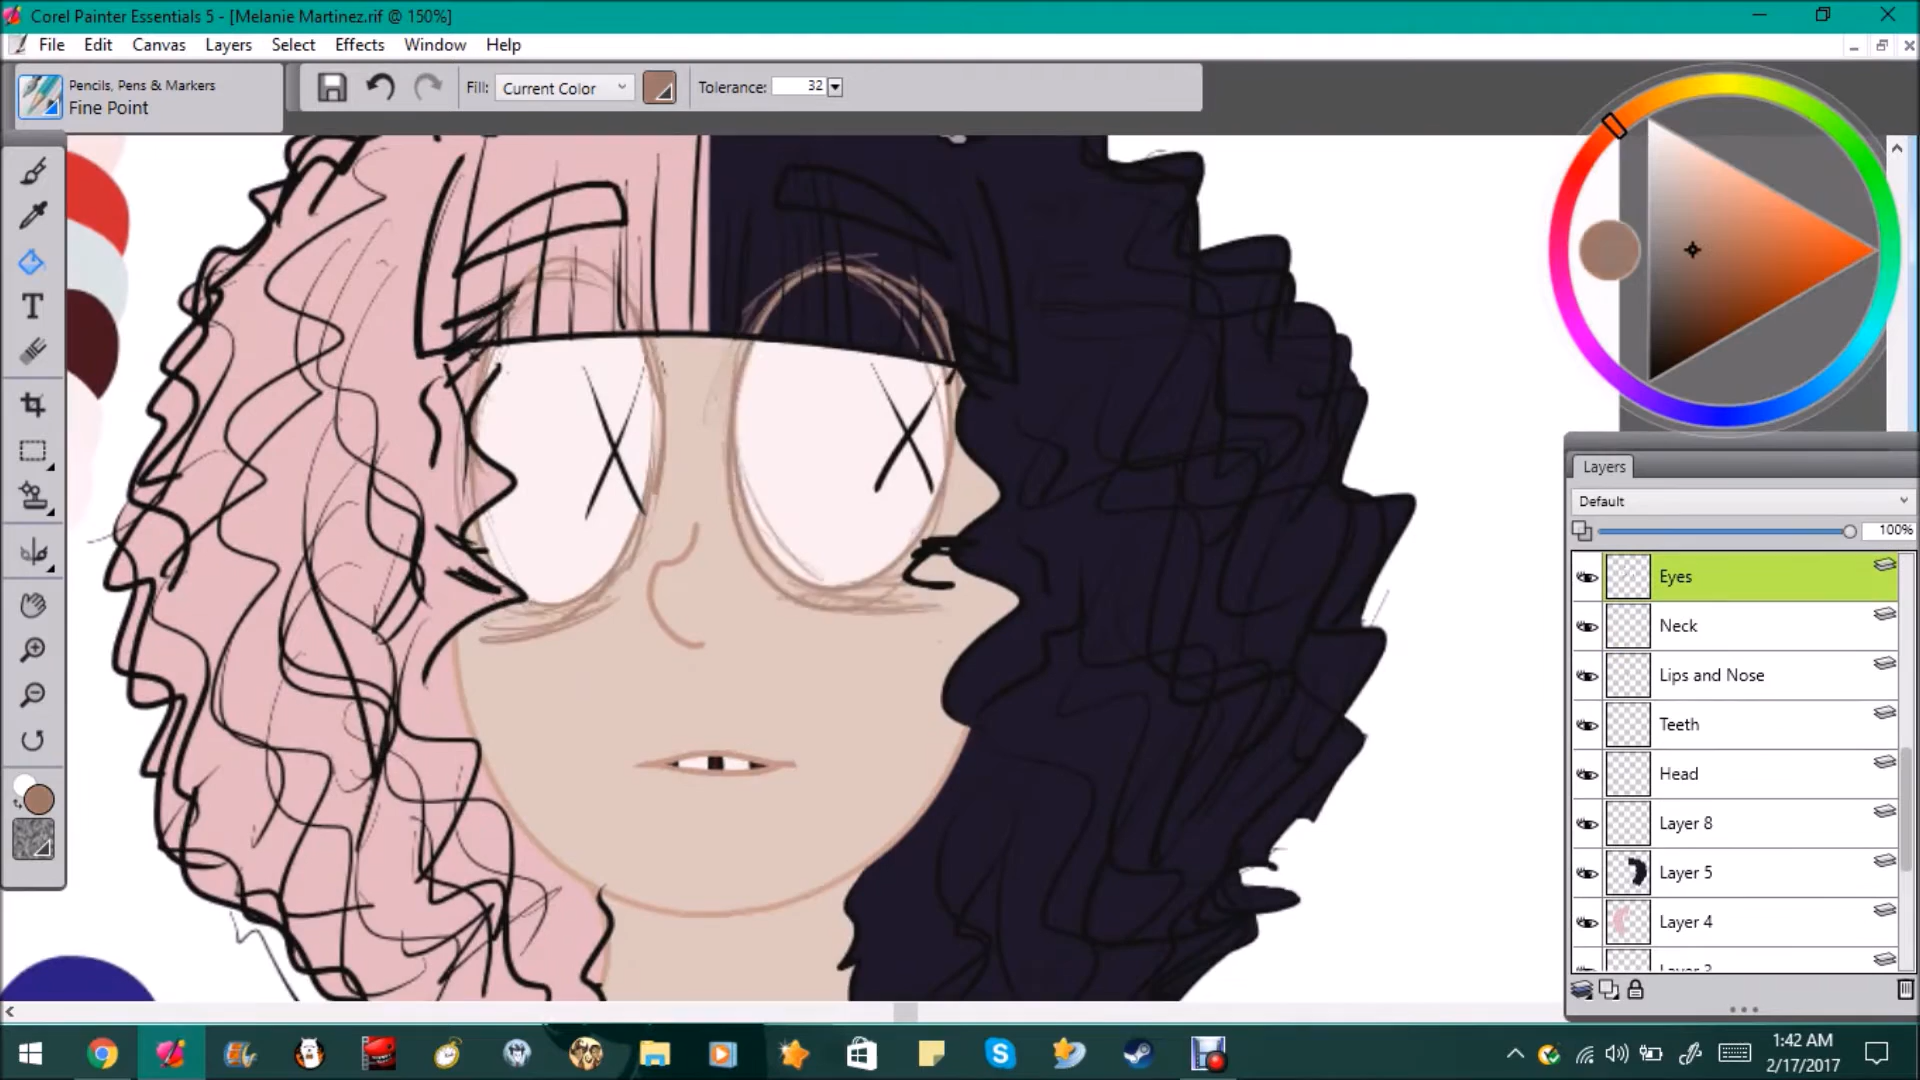 Corel Painter Essentials 5 - [Melanie Martinez.rif @ 150%]
File Edit Canvas Layers Select Effects Window Help
Pencils, Pens & Markers
Fine Point
Fill: Current Color Tolerance: 32
T
Layers
Default
100%
Eyes
Neck
Lips and Nose
Teeth
Head
Layer 8
Layer 5
Layer 4
1:42 AM
2/17/2017